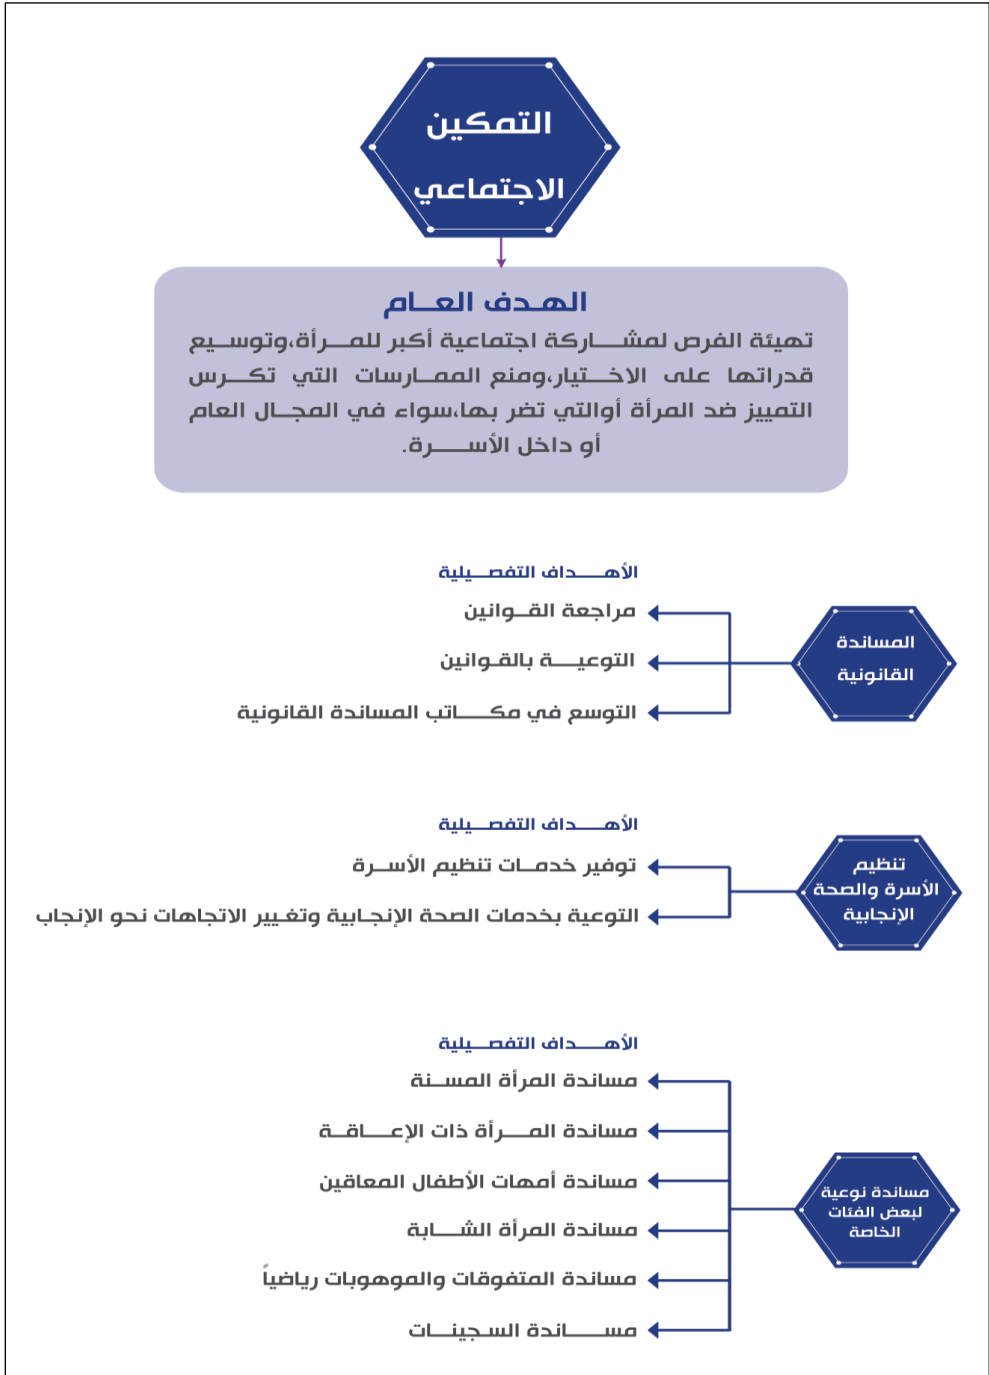 التمكين
الاجتماعي
الهدف العام
تهيئة الفرص لمشاركة اجتماعية أكبر للمرأة،وتوسيع
قدراتها على الاختيار،ومنع الممارسات التي تكرس
التمييز ضد المرأة أوالتي تضر بها،سواء في المجال العام
أو داخل الأسرة.
الأهداف التفصيلية
المساندة
القانونية
مراجعة القوانين
التوعية بالقوانين
التوسع في مكاتب المساندة القانونية
الأهداف التفصيلية
تنظيم
الأسرة والصحة
الإنجابية
توفير خدمات تنظيم الأسرة
التوعية بخدمات الصحة الإنجابية وتغيير الاتجاهات نحو الإنجاب
الأهداف التفصيلية
مساندة نوعية
لبعض الفئات
الخاصة
مساندة المرأة المسنة
مساندة المرأة ذات الإعاقة
مساندة أمهات الأطفال المعاقين
مساندة المرأة الشابة
مساندة المتفوقات والموهوبات رياضياً
مساندة السجينات